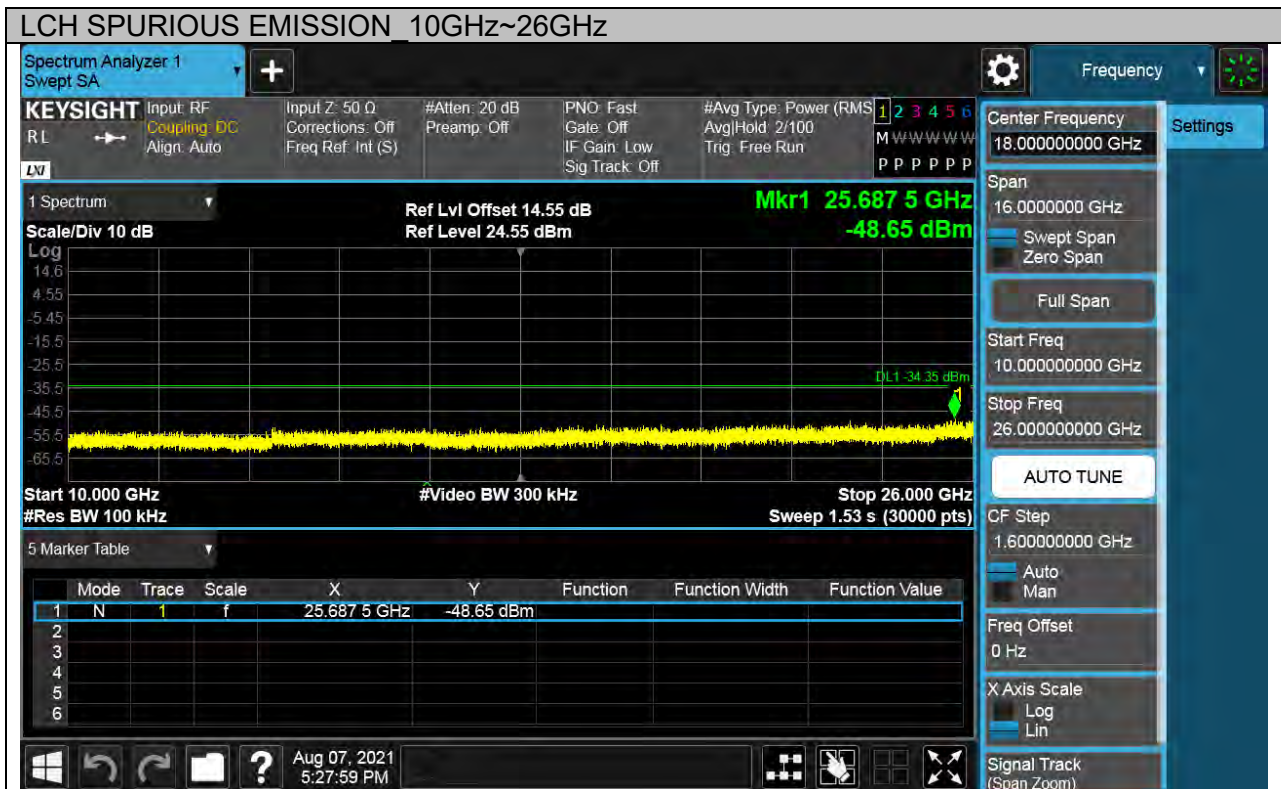 LCH SPURIOUS EMISSION_10GHz~26GHz
Spectrum Analyzer 1
Swept SA
Frequency
KEYSIGHT
RL
LXI
Input: RF
Coupling: DC
Align: Auto
Input Z: 50 Ω
Corrections: Off
Freq Ref: Int (S)
#Atten: 20 dB
Preamp: Off
PNO: Fast
Gate: Off
IF Gain: Low
Sig Track: Off
#Avg Type: Power (RMS
Avg|Hold: 2/100
Trig: Free Run
1 2 3 4 5 6
M W W W W W
P P P P P P
1 Spectrum
Scale/Div 10 dB
Ref Lvl Offset 14.55 dB
Ref Level 24.55 dBm
Mkr1 25.687 5 GHz
-48.65 dBm
Log
14.6
4.55
-5.45
-15.5
-25.5
-35.5
-45.5
-55.5
-65.5
DL1 -34.35 dBm
1
Start 10.000 GHz
#Video BW 300 kHz
Stop 26.000 GHz
#Res BW 100 kHz
Sweep 1.53 s (30000 pts)
5 Marker Table
Mode Trace Scale X Y Function Function Width Function Value
1 N 1 f 25.687 5 GHz -48.65 dBm
2
3
4
5
6
?
Aug 07, 2021
5:27:59 PM
Center Frequency
18.000000000 GHz
Settings
Span
16.0000000 GHz
Swept Span
Zero Span
Full Span
Start Freq
10.000000000 GHz
Stop Freq
26.000000000 GHz
AUTO TUNE
CF Step
1.600000000 GHz
Auto
Man
Freq Offset
0 Hz
X Axis Scale
Log
Lin
Signal Track
(Span Zoom)